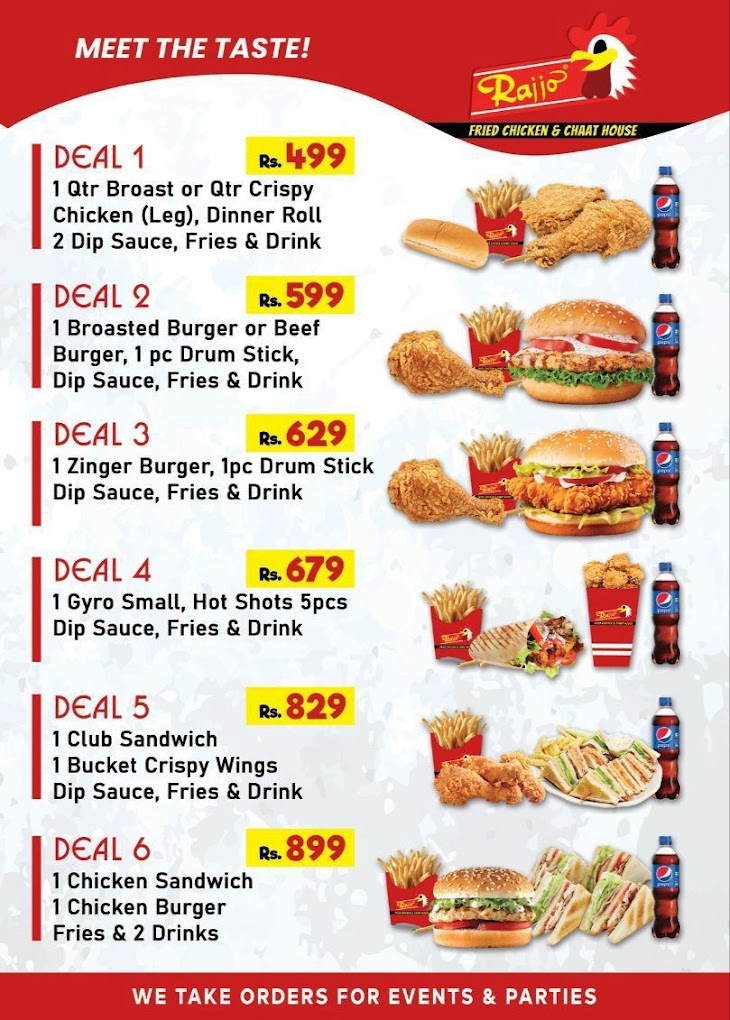 MEET THE TASTE!
Rajjo
FRIED CHICKEN & CHAAT HOUSE
DEAL 1 Rs. 499
1 Qtr Broast or Qtr Crispy
Chicken (Leg), Dinner Roll
2 Dip Sauce, Fries & Drink
DEAL 2 Rs. 599
1 Broasted Burger or Beef
Burger, 1 pc Drum Stick,
Dip Sauce, Fries & Drink
DEAL 3 Rs. 629
1 Zinger Burger, 1pc Drum Stick
Dip Sauce, Fries & Drink
DEAL 4 Rs. 679
1 Gyro Small, Hot Shots 5pcs
Dip Sauce, Fries & Drink
DEAL 5 Rs. 829
1 Club Sandwich
1 Bucket Crispy Wings
Dip Sauce, Fries & Drink
DEAL 6 Rs. 899
1 Chicken Sandwich
1 Chicken Burger
Fries & 2 Drinks
WE TAKE ORDERS FOR EVENTS & PARTIES